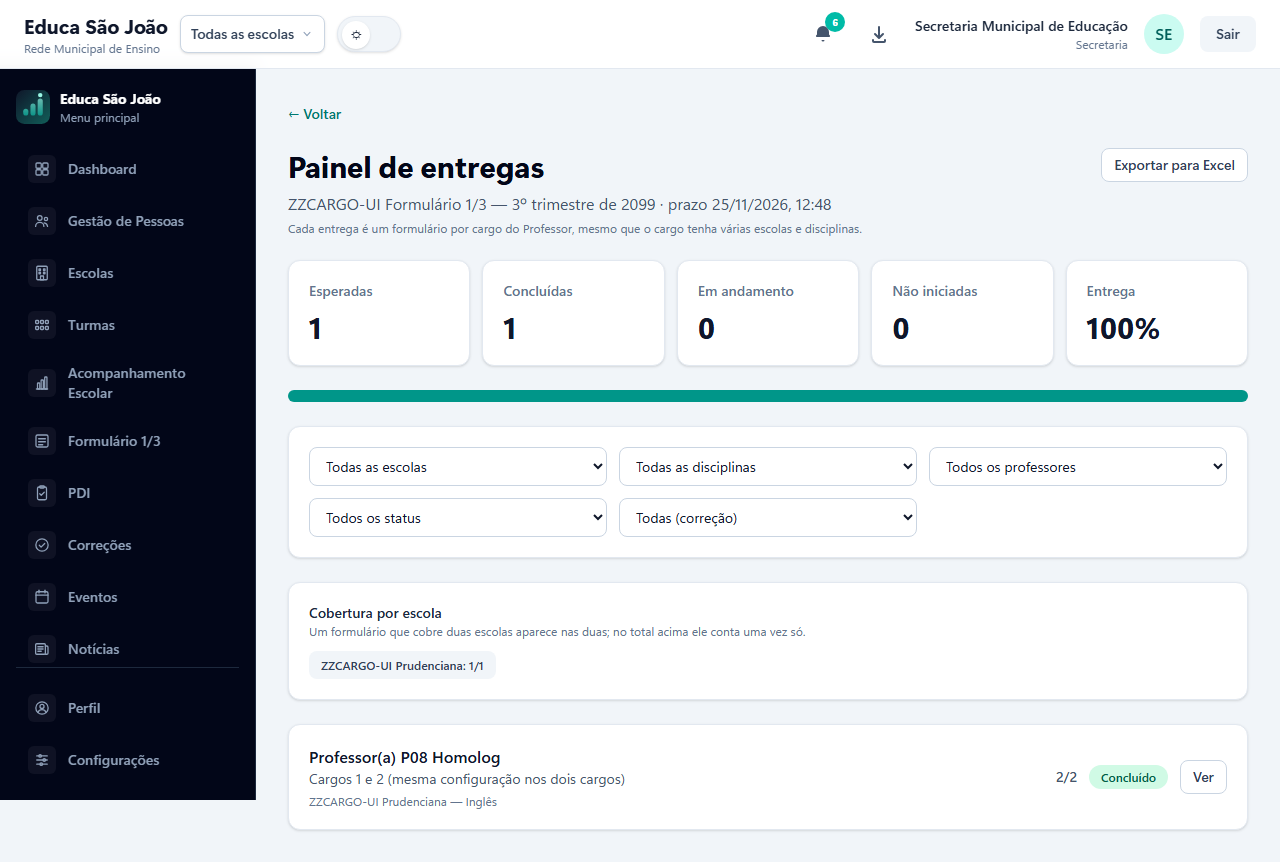 Educa São João
Rede Municipal de Ensino
Todas as escolas
6
Secretaria Municipal de Educação
Secretaria
SE
Sair
Educa São João
Menu principal
Dashboard
Gestão de Pessoas
Escolas
Turmas
Acompanhamento
Escolar
Formulário 1/3
PDI
Correções
Eventos
Notícias
Perfil
Configurações
← Voltar
Painel de entregas
Exportar para Excel
ZZCARGO-UI Formulário 1/3 — 3º trimestre de 2099 · prazo 25/11/2026, 12:48
Cada entrega é um formulário por cargo do Professor, mesmo que o cargo tenha várias escolas e disciplinas.
Esperadas
1
Concluídas
1
Em andamento
0
Não iniciadas
0
Entrega
100%
Todas as escolas
Todas as disciplinas
Todos os professores
Todos os status
Todas (correção)
Cobertura por escola
Um formulário que cobre duas escolas aparece nas duas; no total acima ele conta uma vez só.
ZZCARGO-UI Prudenciana: 1/1
Professor(a) P08 Homolog
Cargos 1 e 2 (mesma configuração nos dois cargos)
ZZCARGO-UI Prudenciana — Inglês
2/2
Concluído
Ver